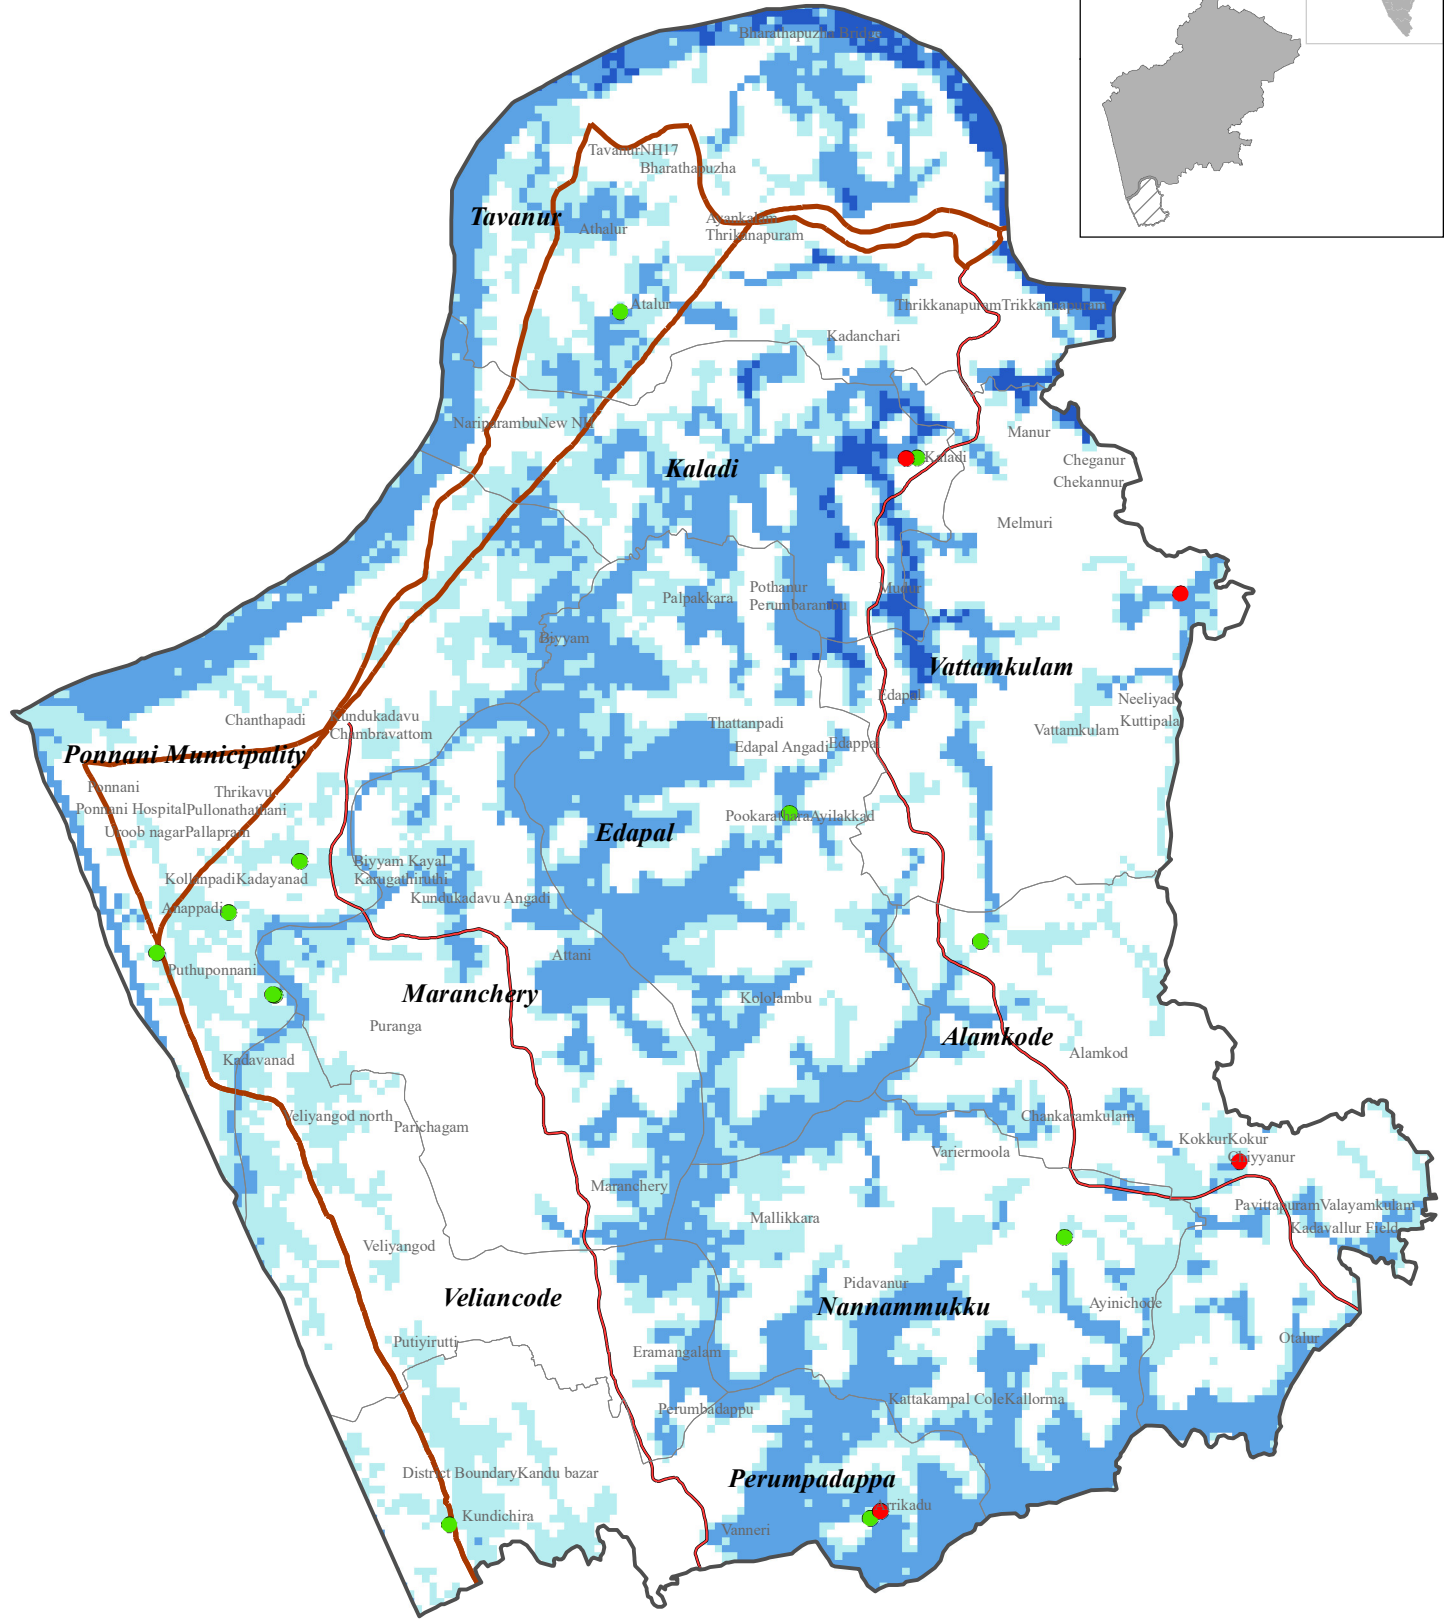 Bharathapuzha Bridge
TavanurNH17
Bharathapuzha
Tavanur
Athalur
Ayankalam
Thrikanapuram
Atalur
ThrikkanapuramTrikkannapuram
Kadanchari
NariparambuNew NH
Manur
Kaladi
Kaladi
Cheganur
Chekannur
Melmuri
Palpakkara
Pothanur
Perumbarambu
Mudur
Biyyam
Vattamkulam
Edapel
Neeliyad
Kuttipala
Vattamkulam
Chanthapadi
Kundukadavu
Chambravattom
Thattanpadi
Edapal Angadi
Edappal
Ponnani Municipality
Ponnani
Thrikavu
Ponnani HospitalPullonathathani
Uroob nagarPallapram
PookaratharaAyilakkad
Edapal
Biyyam Kayal
Karugathiruthi
KollanpadiKadayanad
Kundukadavu Angadi
Anappadi
Attani
Puthuponnani
Maranchery
Kololambu
Puranga
Alamkode
Alamkod
Kadavanad
Veliyangod north
Parichagam
Chankaramkulam
KokkurKokur
Variermoola
Chiyyanur
Maranchery
PavittapuramValayamkulam
Mallikkara
Kadavallur Field
Veliyangod
Pidavanur
Veliancode
Nannammukku
Ayinichode
Putiyirutti
Eramangalam
Otalur
Kattakampal ColeKallorma
Perumbadappu
District BoundaryKandu bazar
Perumpadappa
Kundichira
Vanneri